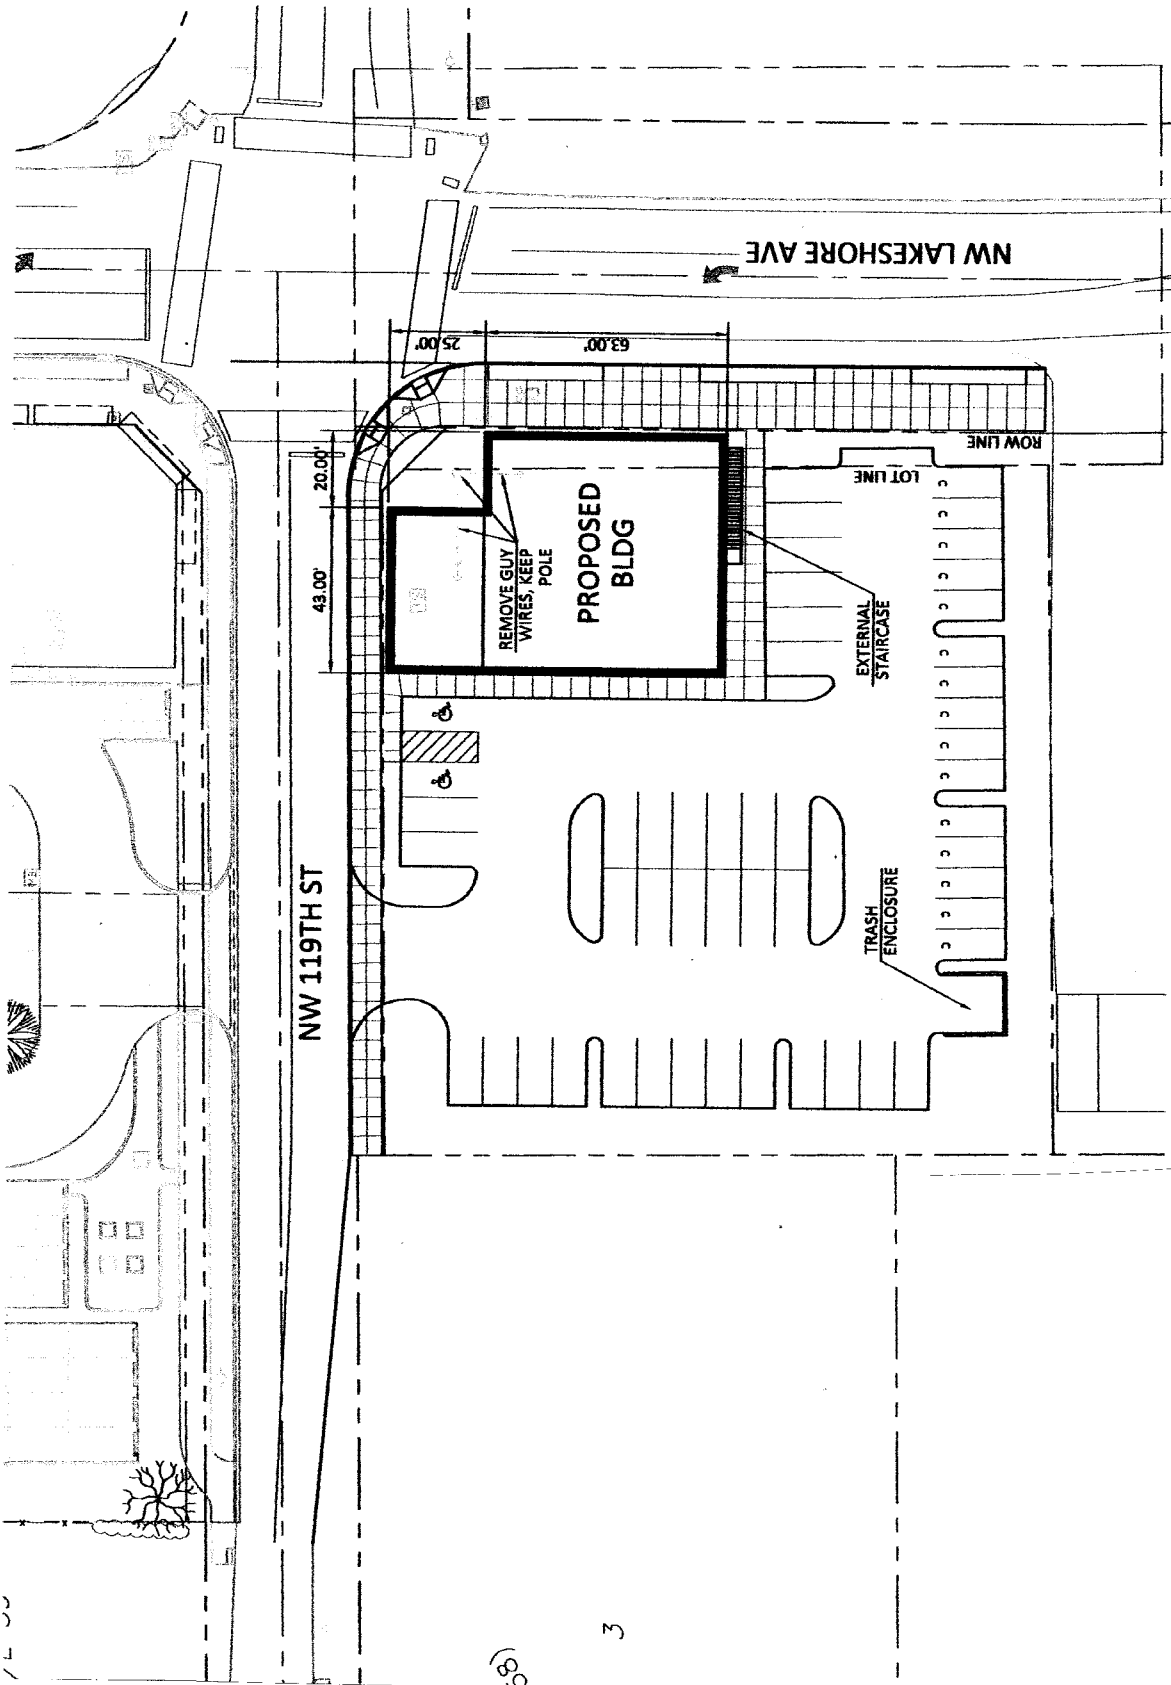 NW LAKESHORE AVE
25.00'
63.00'
20.00'
43.00'
REMOVE GUY
WIRES, KEEP
POLE
PROPOSED
BLDG
ROW LINE
LOT LINE
EXTERNAL
STAIRCASE
NW 119TH ST
TRASH
ENCLOSURE
C
C
C
C
C
C
C
C
C
C
C
C
3